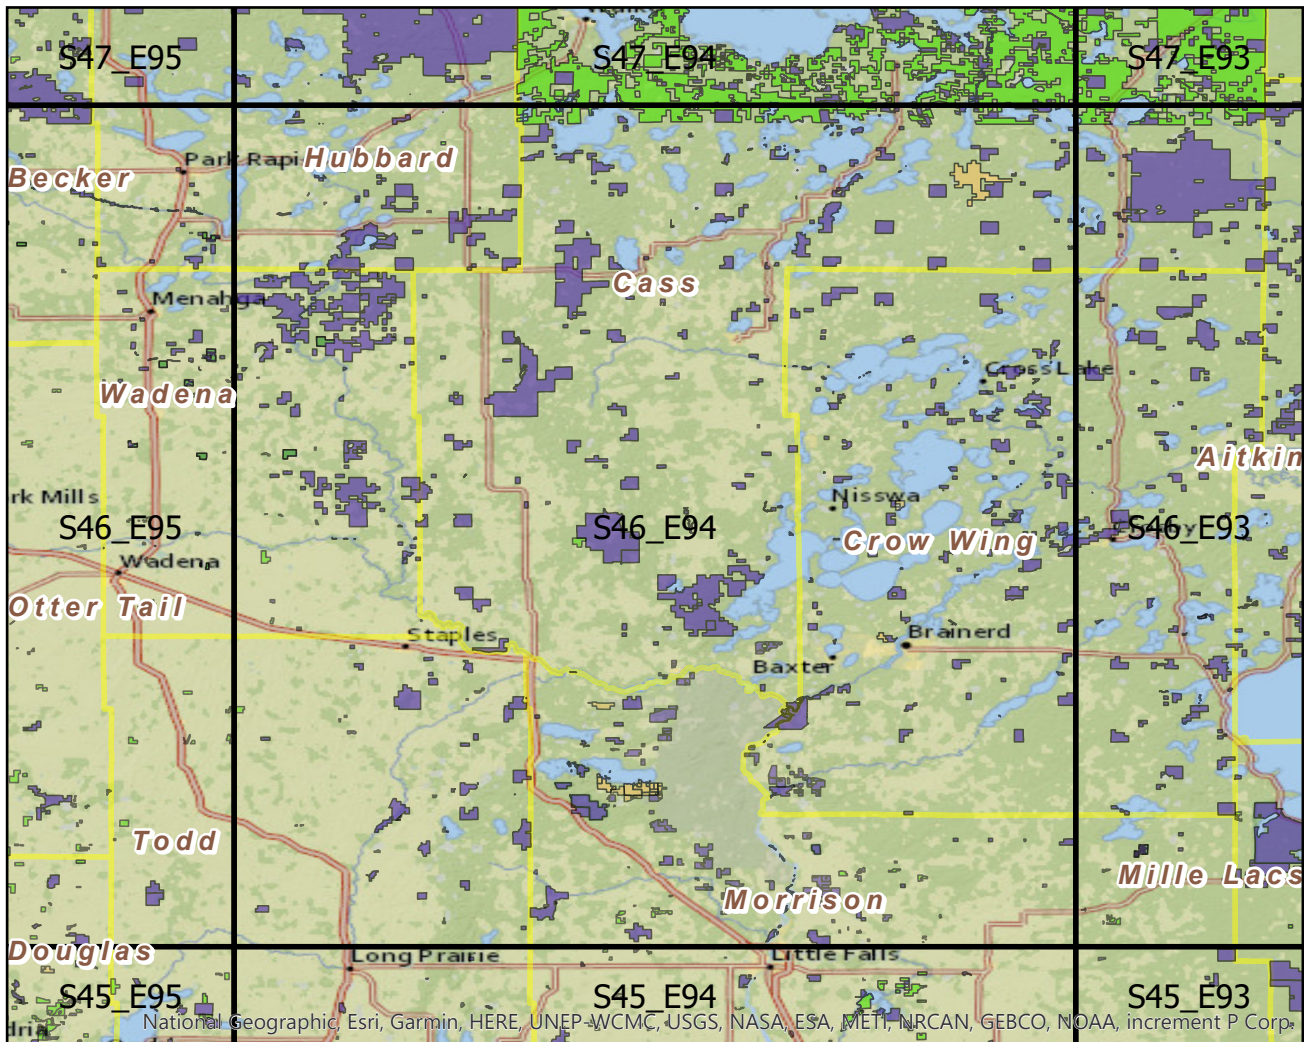 S47_E95
S47_E94
S47_E93
Park Rapi
Hubbard
Becker
Cass
Menahga
CrossLake
Wadena
Aitkin
rk Mills
Nisswa
S46_E95
S46_E94
S46_E93
Crow Wing
Wadena
Otter Tail
Staples
Brainerd
Baxter
Todd
Mille Lacs
Morrison
Douglas
Long Prairie
Little Falls
S45_E95
S45_E94
S45_E93
dria
National Geographic, Esri, Garmin, HERE, UNEP-WCMC, USGS, NASA, ESA, METI, NRCAN, GEBCO, NOAA, increment P Corp.